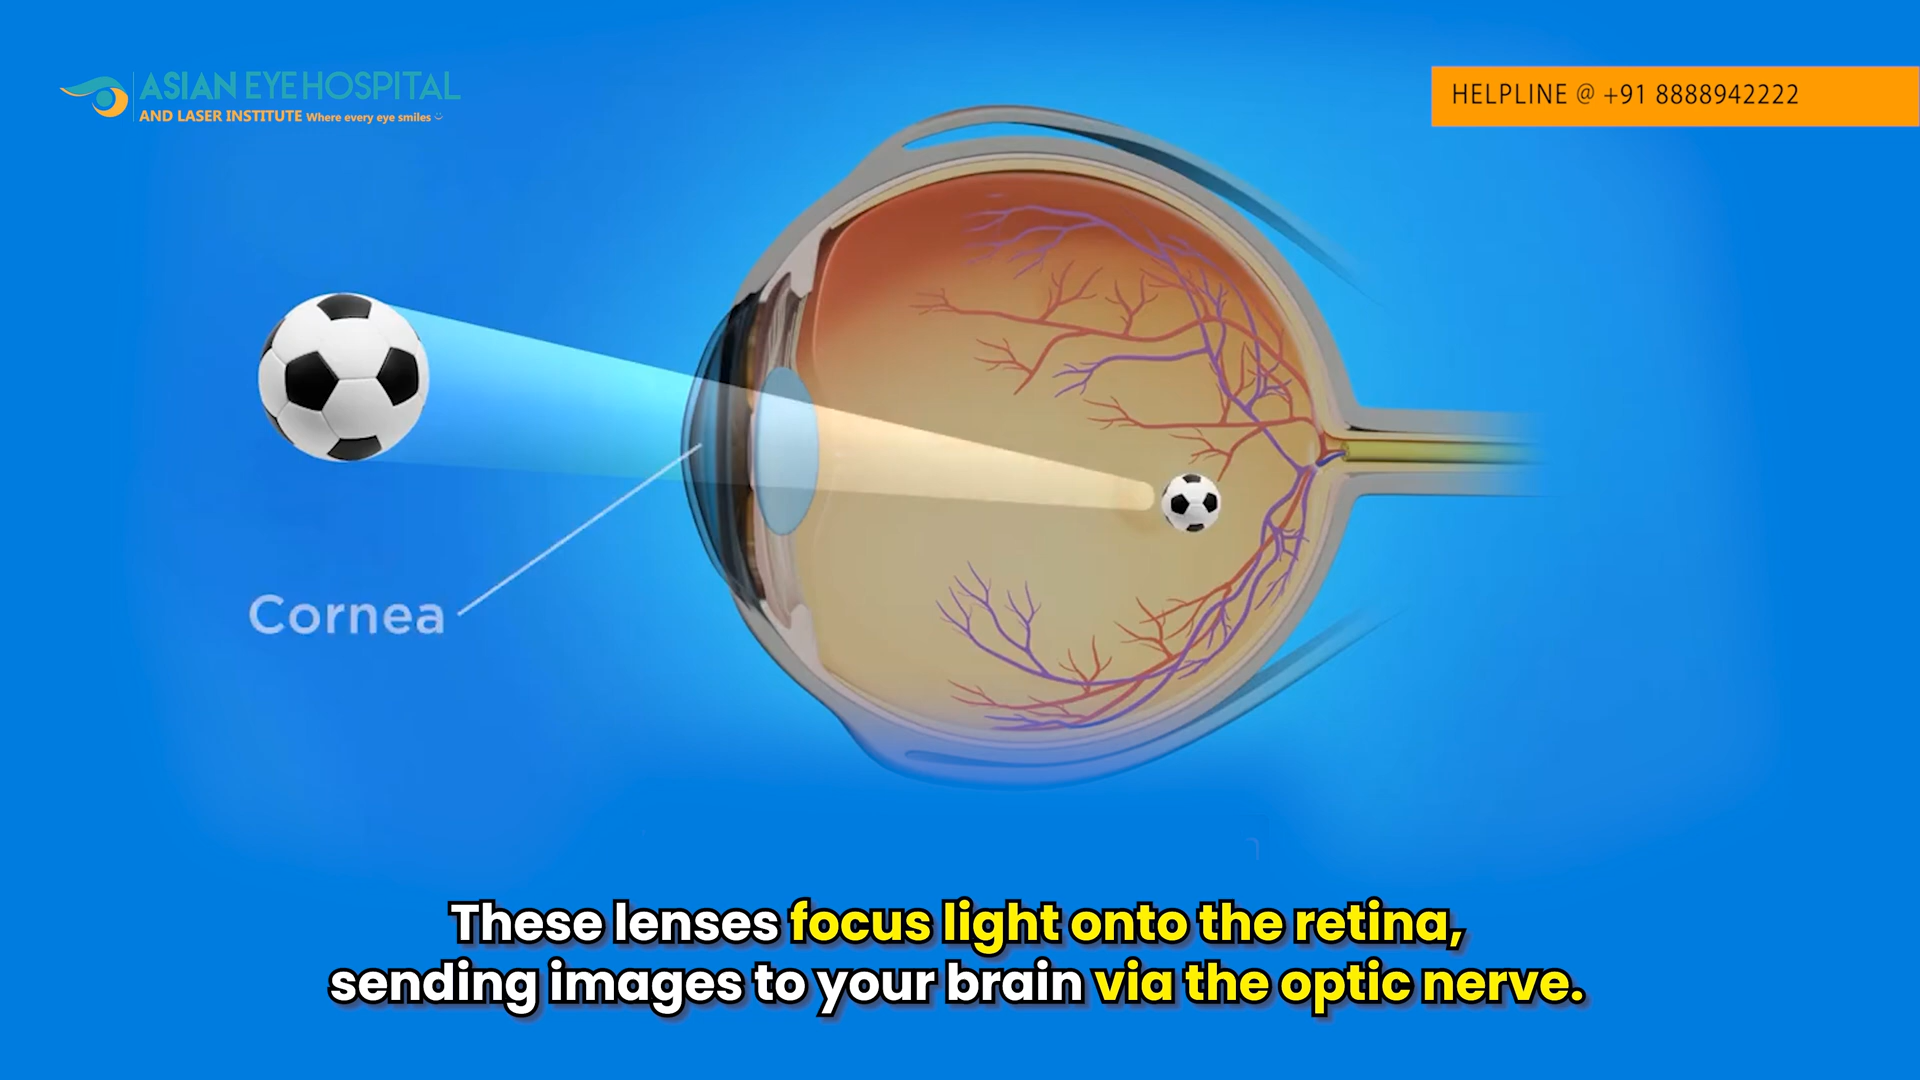 ASIAN EYE HOSPITAL
AND LASER INSTITUTE Where every eye smiles
HELPLINE @ +91 8888942222
Cornea
These lenses focus light onto the retina,
sending images to your brain via the optic nerve.